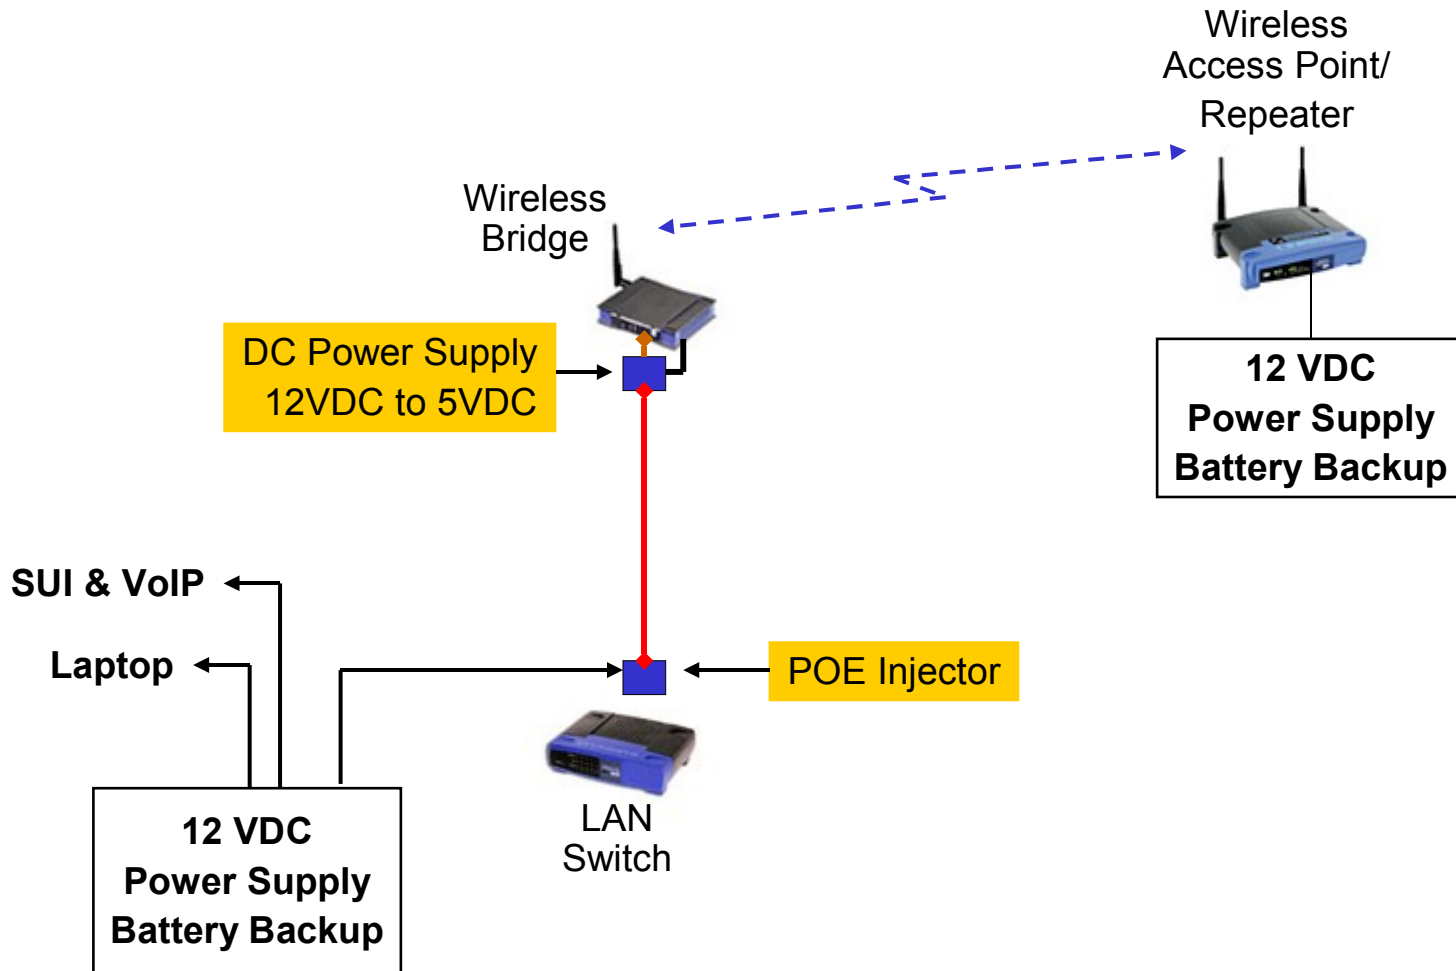 Wireless
Access Point/
Repeater
Wireless
Bridge
DC Power Supply
12VDC to 5VDC
12 VDC
Power Supply
Battery Backup
SUI & VoIP
Laptop
POE Injector
LAN
Switch
12 VDC
Power Supply
Battery Backup